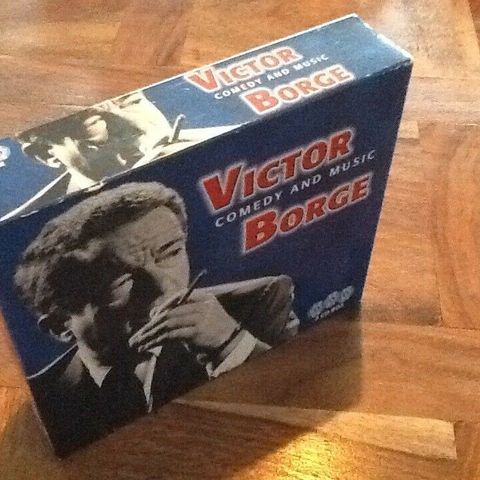 VICTOR
COMEDY AND MUSIC
BORGE
VICTOR
COMEDY AND MUSIC
BORGE